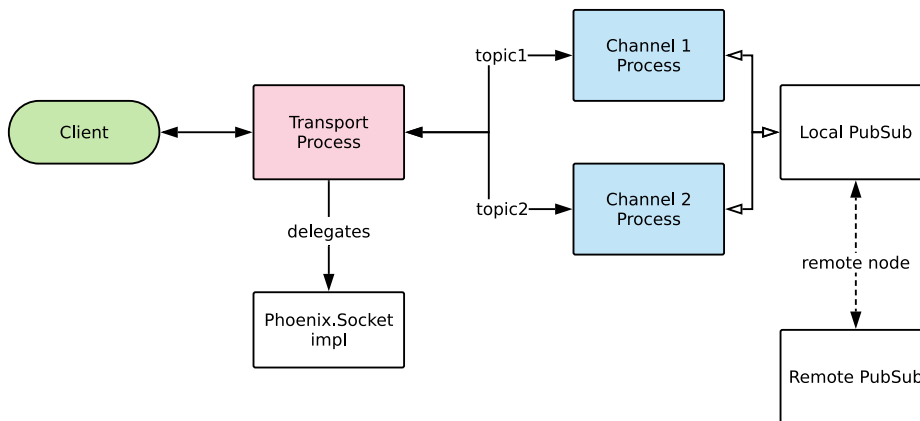 topic1
Channel 1
Process
Client
Transport
Process
Local PubSub
topic2
Channel 2
Process
delegates
remote node
Phoenix.Socket
impl
Remote PubSub